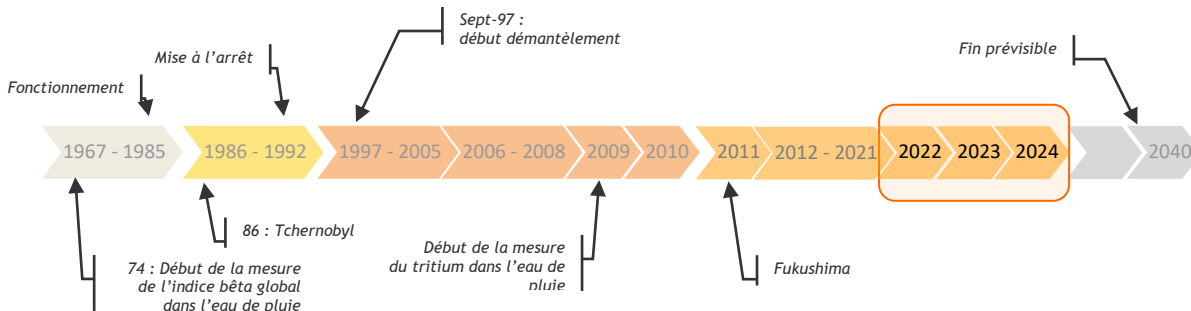 Sept-97 :
début démantèlement
Mise à l'arrêt
Fin prévisible
Fonctionnement
1967 - 1985
1986 - 1992
1997 - 2005
2006 - 2008
2009
2010
2011
2012 - 2021
2022
2023
2024
2040
86 : Tchernobyl
74 : Début de la mesure
de l'indice bêta global
dans l'eau de pluie
Début de la mesure
du tritium dans l'eau de
pluie
Fukushima